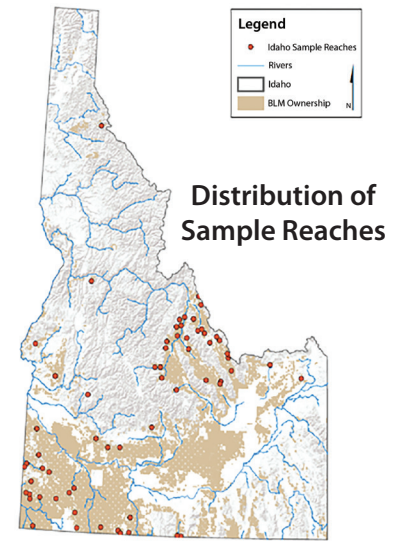 Legend
Idaho Sample Reaches
Rivers
Idaho
BLM Ownership
N
Distribution of
Sample Reaches